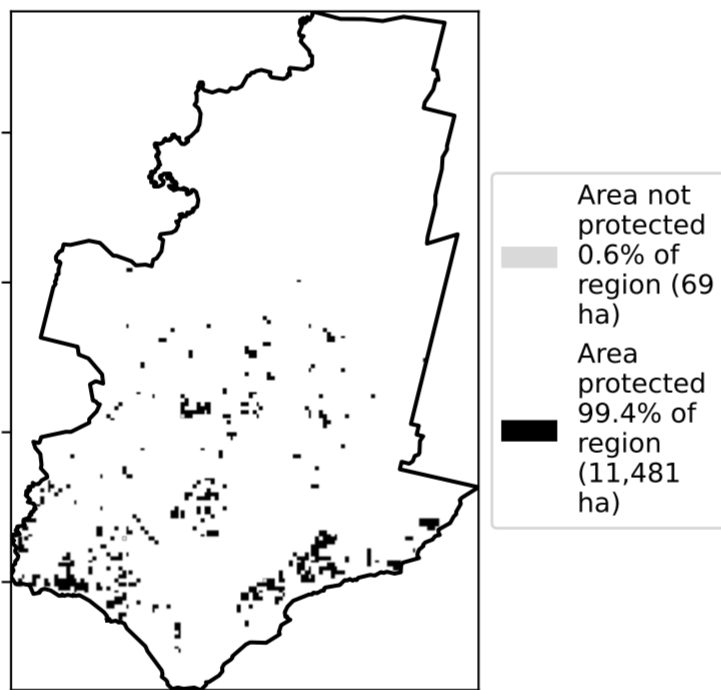 Area not
protected
0.6% of
region (69
ha)
Area
protected
99.4% of
region
(11,481
ha)